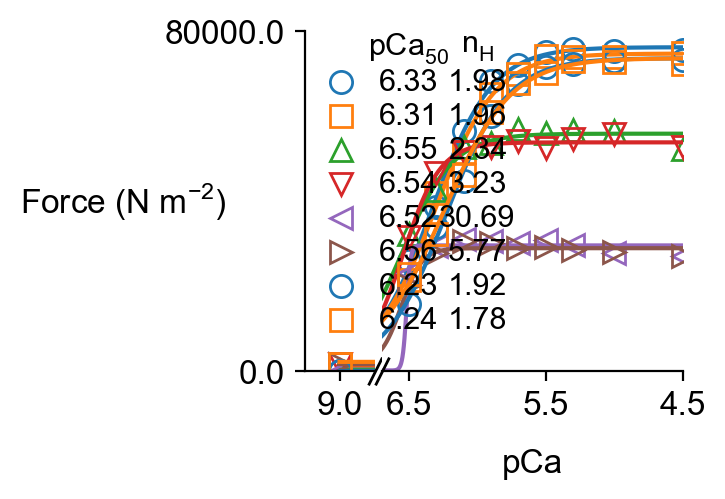 80000.0
pCa50 nH
6.33 1.98
6.31 1.96
6.55 2.34
6.54 3.23
6.52 30.69
6.56 5.77
6.23 1.92
6.24 1.78
Force (N m−2)
0.0
9.0 6.5 5.5 4.5
pCa